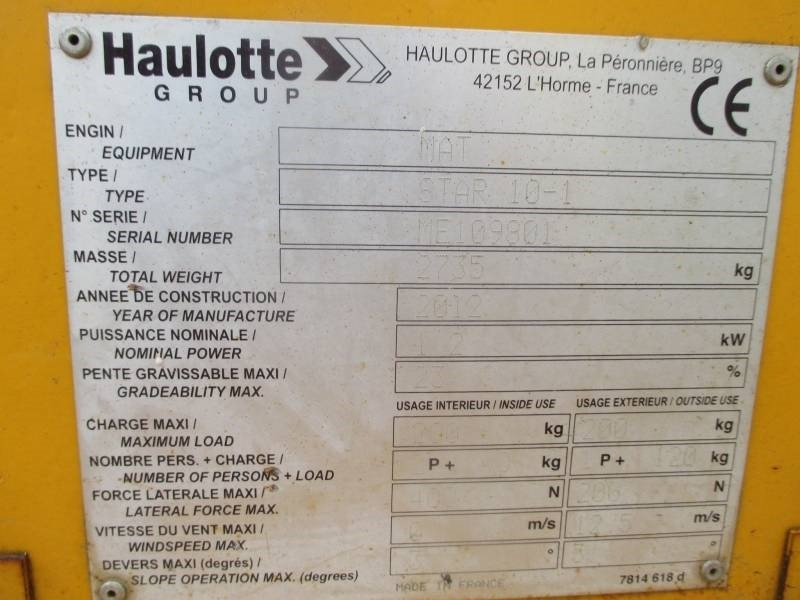 Haulotte
GROUP
HAULOTTE GROUP, La Péronnière, BP9
42152 L'Horme - France
CE
ENGIN /
EQUIPMENT MAT
TYPE /
TYPE STAR 10-1
N° SERIE /
SERIAL NUMBER ME109801
MASSE /
TOTAL WEIGHT 2735 kg
ANNEE DE CONSTRUCTION /
YEAR OF MANUFACTURE 2012
PUISSANCE NOMINALE /
NOMINAL POWER kW
PENTE GRAVISSABLE MAXI /
GRADEABILITY MAX. %
USAGE INTERIEUR / INSIDE USE USAGE EXTERIEUR / OUTSIDE USE
CHARGE MAXI /
MAXIMUM LOAD kg 200 kg
NOMBRE PERS. + CHARGE /
NUMBER OF PERSONS + LOAD P + kg P + 120 kg
FORCE LATERALE MAXI /
LATERAL FORCE MAX. N 206 N
VITESSE DU VENT MAXI /
WINDSPEED MAX. 0 m/s 12.5 m/s
DEVERS MAXI (degrés) /
SLOPE OPERATION MAX. (degrees) ° °
MADE IN FRANCE 7814 618 d